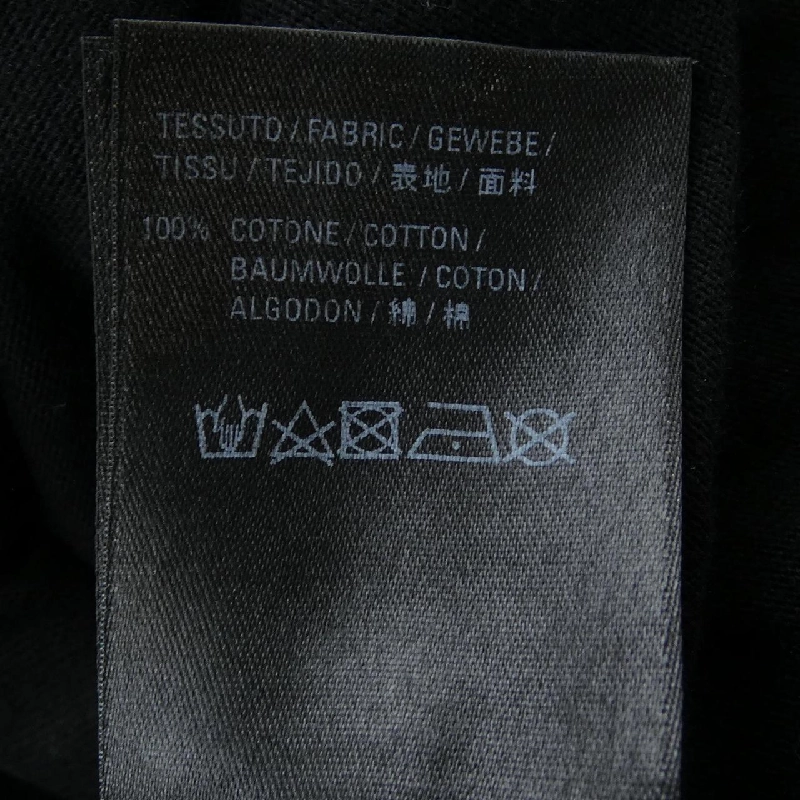 TESSUTO / FABRIC / GEWEBE /
TISSU / TEJIDO / 表地 / 面料
100% COTONE / COTTON /
BAUMWOLLE / COTON /
ALGODON / 綿 / 棉